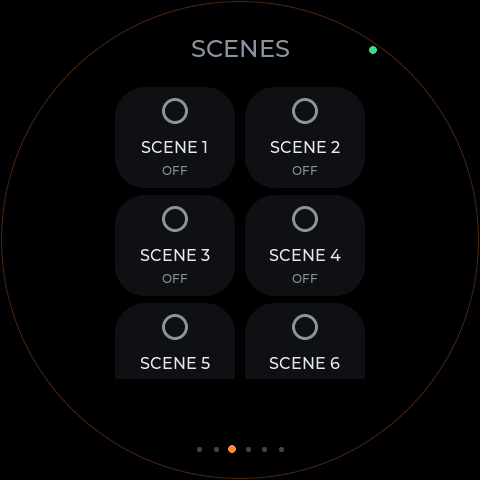 SCENES
SCENE 1
SCENE 2
OFF
OFF
SCENE 3
SCENE 4
OFF
OFF
SCENE 5
SCENE 6